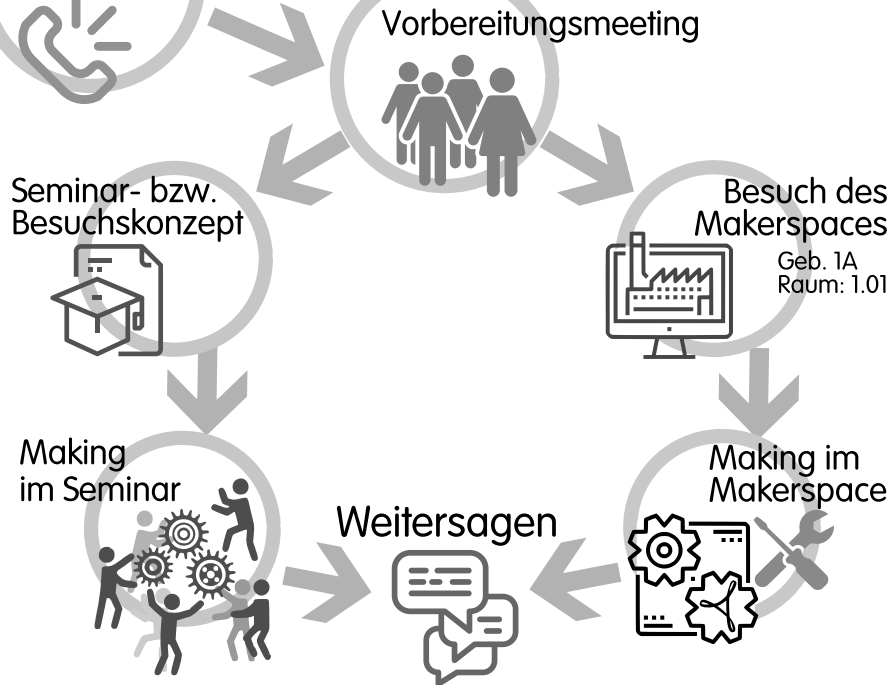 Vorbereitungsmeeting
Seminar- bzw.
Besuchskonzept
Besuch des
Makerspaces
Geb. 1A
Raum: 1.01
Making
im Seminar
Making im
Makerspace
Weitersagen